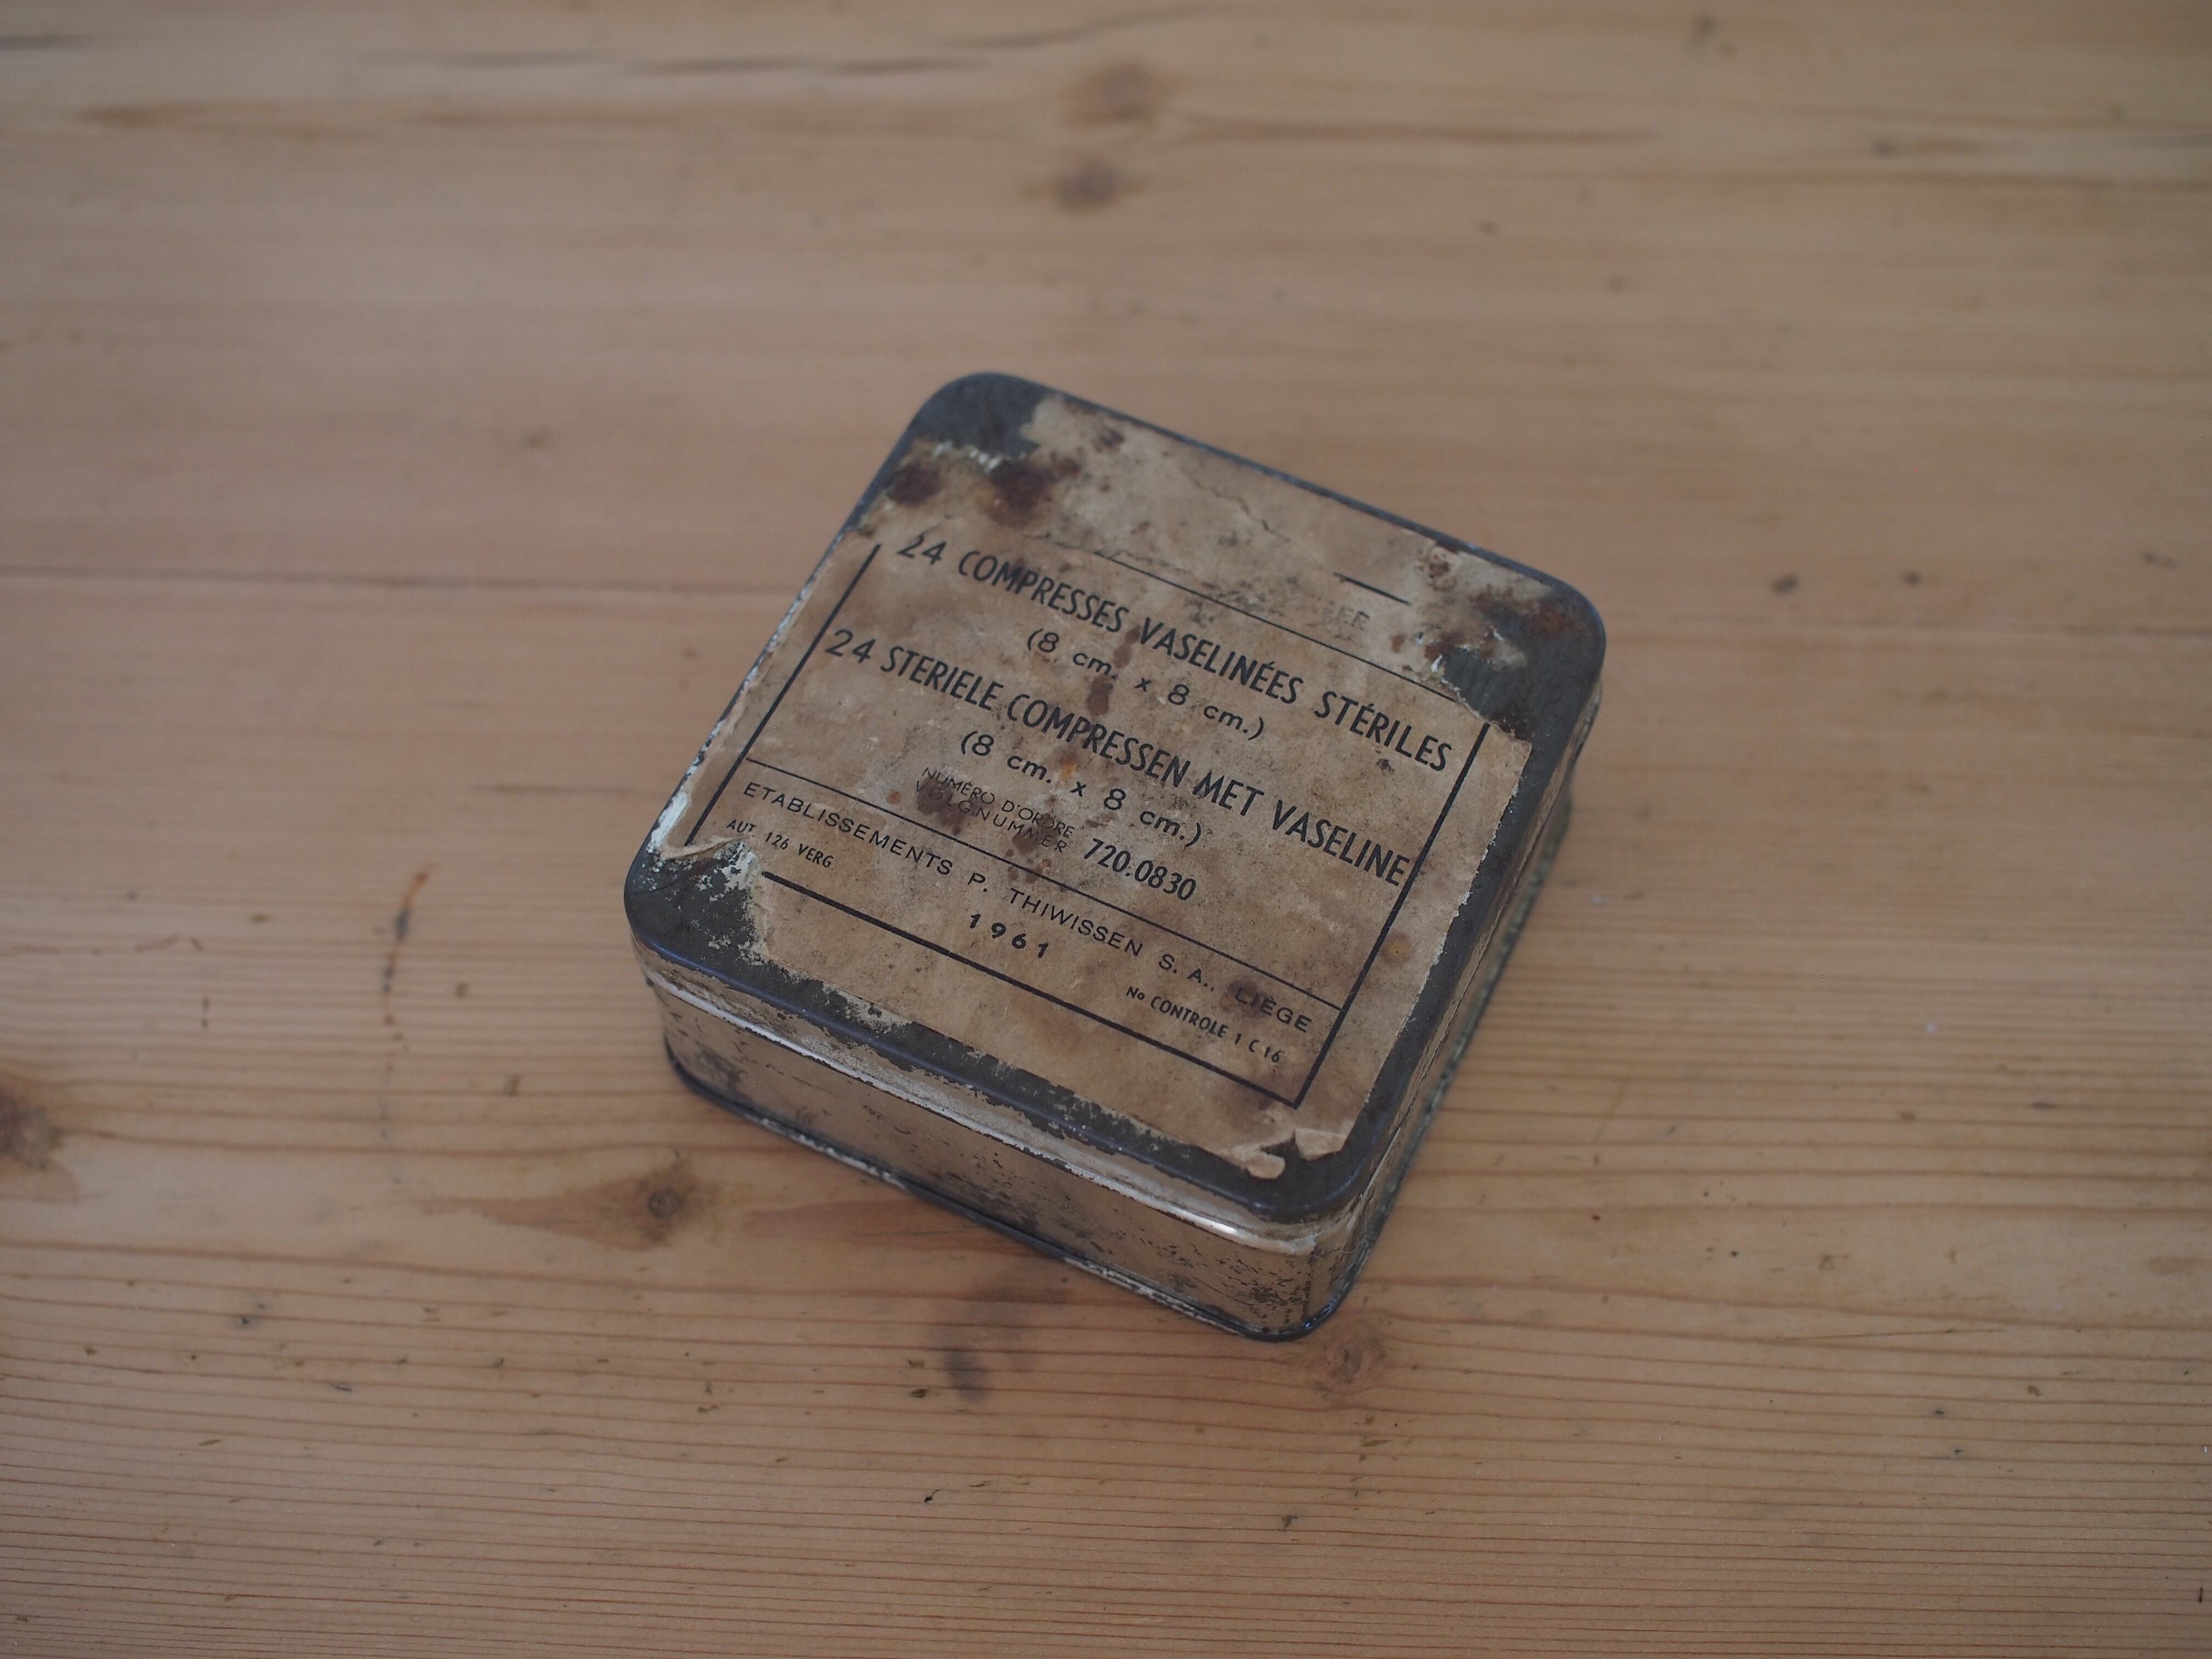 24 COMPRESSES VASELINÉES STÉRILES
(8 cm. x 8 cm.)
24 STERIELE COMPRESSEN MET VASELINE
(8 cm. x 8 cm.)
NUMÉRO D'ORDRE
VOLGNUMMER 720.0830
ETABLISSEMENTS P. THIWISSEN S. A., LIÈGE
AUT. 126 VERG.
1961
No CONTROLE 1 C 16